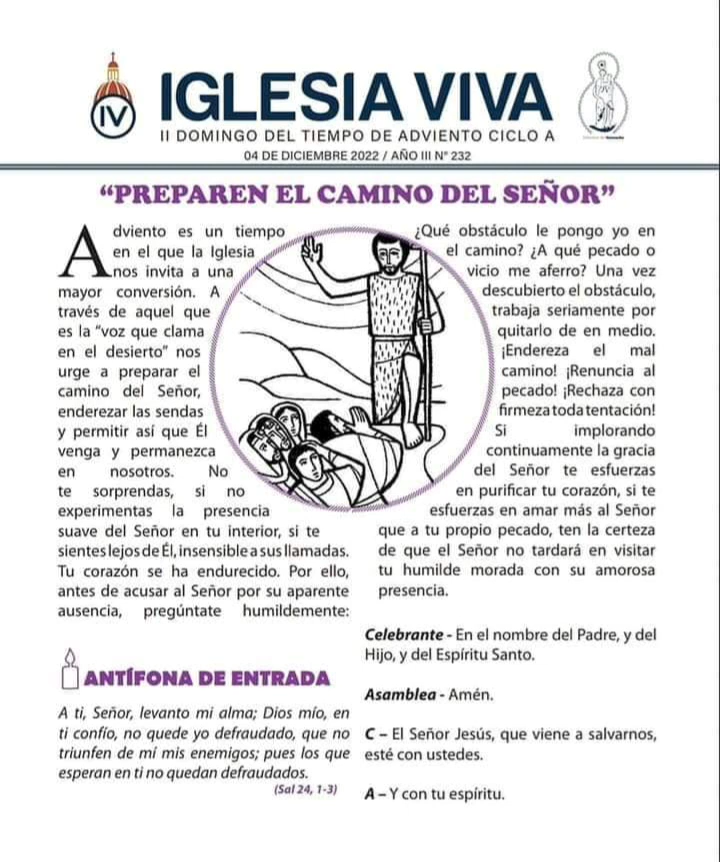 IV
IGLESIA VIVA
II DOMINGO DEL TIEMPO DE ADVIENTO CICLO A
04 DE DICIEMBRE 2022 / AÑO III N° 232
“PREPAREN EL CAMINO DEL SEÑOR”
Adviento es un tiempo
en el que la Iglesia
nos invita a una
mayor conversión. A
través de aquel que
es la “voz que clama
en el desierto” nos
urge a preparar el
camino del Señor,
enderezar las sendas
y permitir así que Él
venga y permanezca
en nosotros. No
te sorprendas, si no
experimentas la presencia
suave del Señor en tu interior, si te
sientes lejos de Él, insensible a sus llamadas.
Tu corazón se ha endurecido. Por ello,
antes de acusar al Señor por su aparente
ausencia, pregúntate humildemente:
ANTÍFONA DE ENTRADA
A ti, Señor, levanto mi alma; Dios mío, en
ti confío, no quede yo defraudado, que no
triunfen de mí mis enemigos; pues los que
esperan en ti no quedan defraudados.
(Sal 24, 1-3)
¿Qué obstáculo le pongo yo en
el camino? ¿A qué pecado o
vicio me aferro? Una vez
descubierto el obstáculo,
trabaja seriamente por
quitarlo de en medio.
¡Endereza el mal
camino! ¡Renuncia al
pecado! ¡Rechaza con
firmeza toda tentación!
Si implorando
continuamente la gracia
del Señor te esfuerzas
en purificar tu corazón, si te
esfuerzas en amar más al Señor
que a tu propio pecado, ten la certeza
de que el Señor no tardará en visitar
tu humilde morada con su amorosa
presencia.
Celebrante - En el nombre del Padre, y del
Hijo, y del Espíritu Santo.
Asamblea - Amén.
C – El Señor Jesús, que viene a salvarnos,
esté con ustedes.
A – Y con tu espíritu.